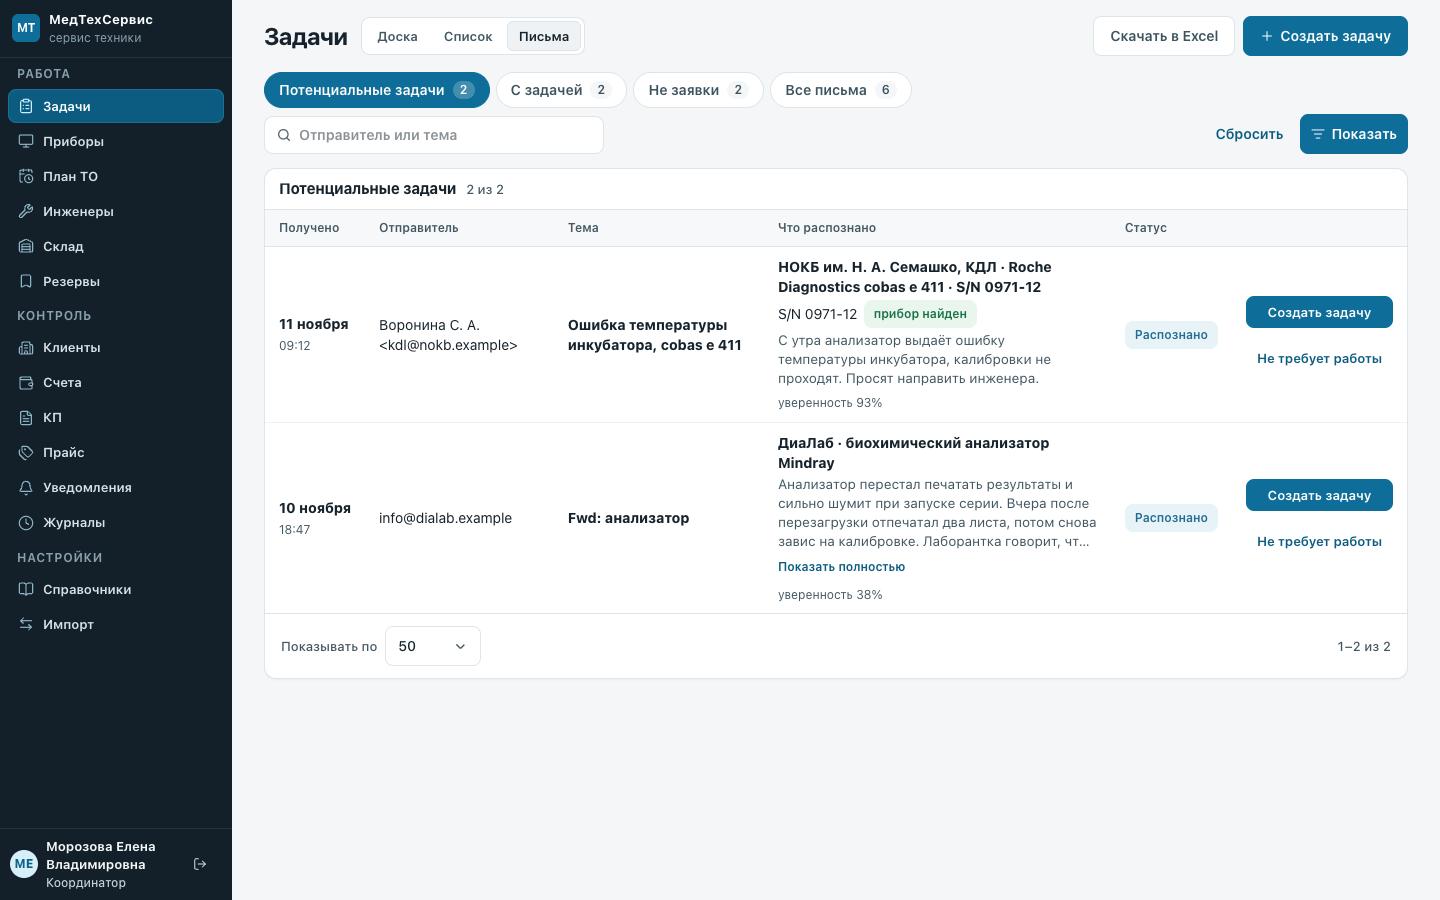 МТ
МедТехСервис
сервис техники
РАБОТА
Задачи
Приборы
План ТО
Инженеры
Склад
Резервы
КОНТРОЛЬ
Клиенты
Счета
КП
Прайс
Уведомления
Журналы
НАСТРОЙКИ
Справочники
Импорт
МЕ
Морозова Елена
Владимировна
Координатор
Задачи
Доска Список Письма
Скачать в Excel
+ Создать задачу
Потенциальные задачи 2
С задачей 2
Не заявки 2
Все письма 6
Отправитель или тема
Сбросить
Показать
Потенциальные задачи 2 из 2
Получено Отправитель Тема Что распознано Статус
11 ноября
09:12
Воронина С. А.
<kdl@nokb.example>
Ошибка температуры
инкубатора, cobas e 411
НОКБ им. Н. А. Семашко, КДЛ · Roche
Diagnostics cobas e 411 · S/N 0971-12
S/N 0971-12 прибор найден
С утра анализатор выдаёт ошибку
температуры инкубатора, калибровки не
проходят. Просят направить инженера.
уверенность 93%
Распознано
Создать задачу
Не требует работы
10 ноября
18:47
info@dialab.example
Fwd: анализатор
ДиаЛаб · биохимический анализатор
Mindray
Анализатор перестал печатать результаты и
сильно шумит при запуске серии. Вчера после
перезагрузки отпечатал два листа, потом снова
завис на калибровке. Лаборантка говорит, чт…
Показать полностью
уверенность 38%
Распознано
Создать задачу
Не требует работы
Показывать по 50
1–2 из 2